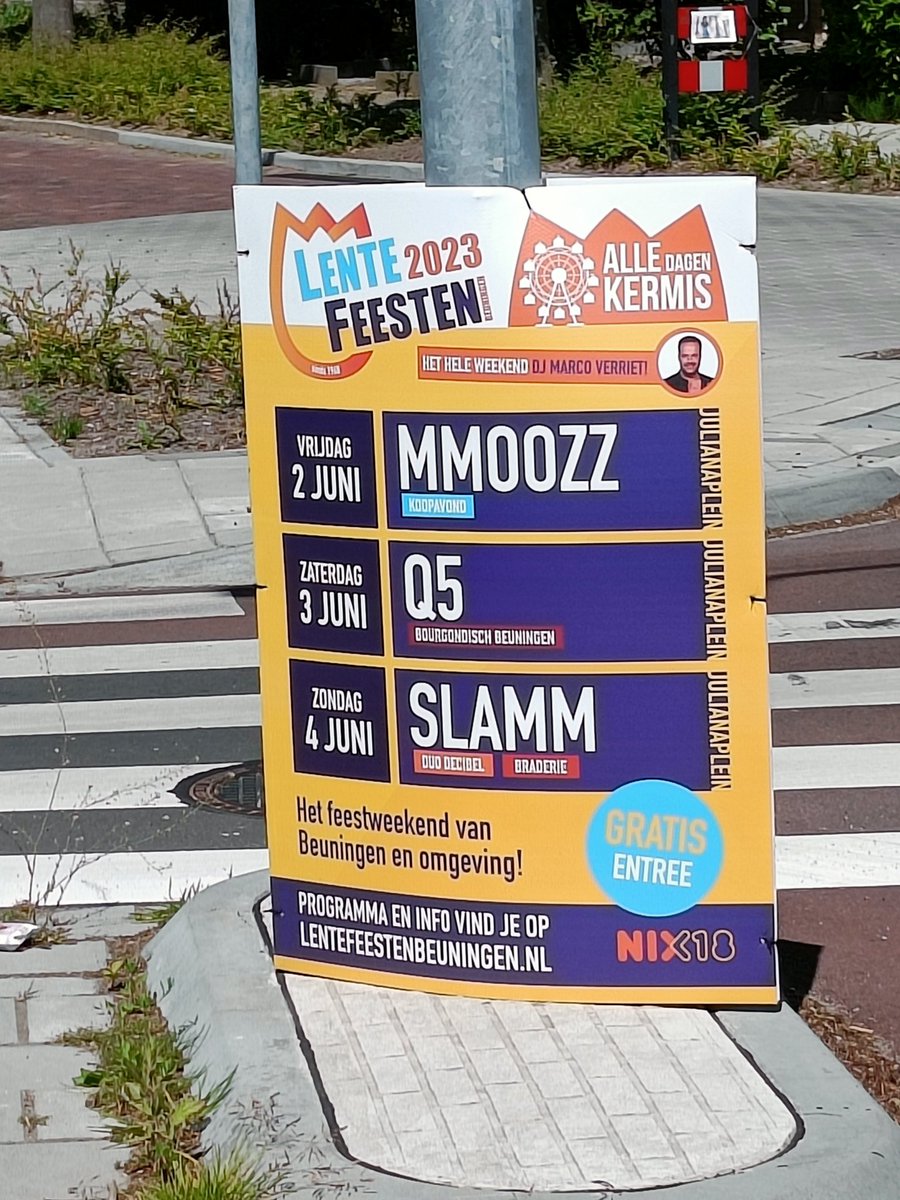 LENTE 2023
FEESTEN
Sinds 1968
ALLE DAGEN
KERMIS
HET HELE WEEKEND DJ MARCO VERRIET!
VRIJDAG
2 JUNI
MMOOZZ
KOOPAVOND
JULIANAPLEIN
ZATERDAG
3 JUNI
Q5
BOURGONDISCH BEUNINGEN
JULIANAPLEIN
ZONDAG
4 JUNI
SLAMM
DUO DECIBEL
BRADERIE
JULIANAPLEIN
Het feestweekend van
Beuningen en omgeving!
GRATIS
ENTREE
PROGRAMMA EN INFO VIND JE OP
LENTEFEESTENBEUNINGEN.NL
NIX18